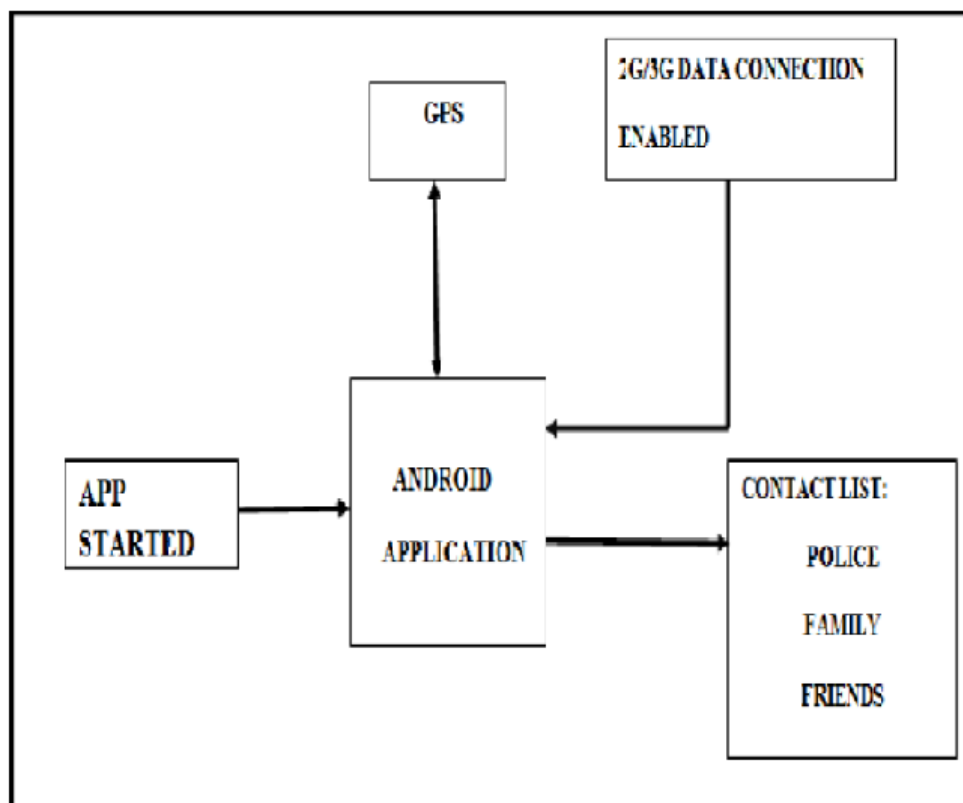 GPS
2G/3G DATA CONNECTION
ENABLED
APP
STARTED
ANDROID
APPLICATION
CONTACT LIST:
POLICE
FAMILY
FRIENDS